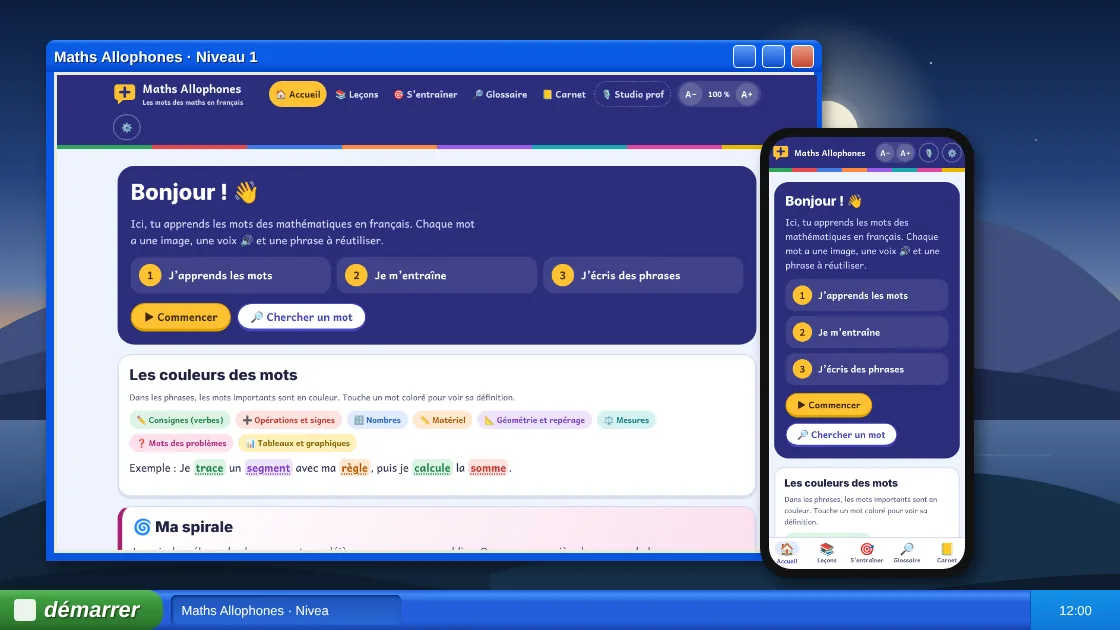 Maths Allophones · Niveau 1
Maths Allophones
Les mots des maths en français
Accueil
Leçons
S'entraîner
Glossaire
Carnet
Studio prof
A−
100 %
A+
Bonjour !
Ici, tu apprends les mots des mathématiques en français. Chaque mot
a une image, une voix et une phrase à réutiliser.
1 J'apprends les mots
2 Je m'entraîne
3 J'écris des phrases
Commencer
Chercher un mot
Les couleurs des mots
Dans les phrases, les mots importants sont en couleur. Touche un mot coloré pour voir sa définition.
Consignes (verbes)
Opérations et signes
Nombres
Matériel
Géométrie et repérage
Mesures
Mots des problèmes
Tableaux et graphiques
Exemple : Je trace un segment avec ma règle, puis je calcule la somme.
Ma spirale
Maths Allophones
A−
A+
Bonjour !
Ici, tu apprends les mots des
mathématiques en français. Chaque
mot a une image, une voix et une
phrase à réutiliser.
1 J'apprends les mots
2 Je m'entraîne
3 J'écris des phrases
Commencer
Chercher un mot
Les couleurs des mots
Dans les phrases, les mots importants sont en
couleur. Touche un mot coloré pour voir sa
définition.
Accueil
Leçons
S'entraîner
Glossaire
Carnet
démarrer
Maths Allophones · Nivea
12:00